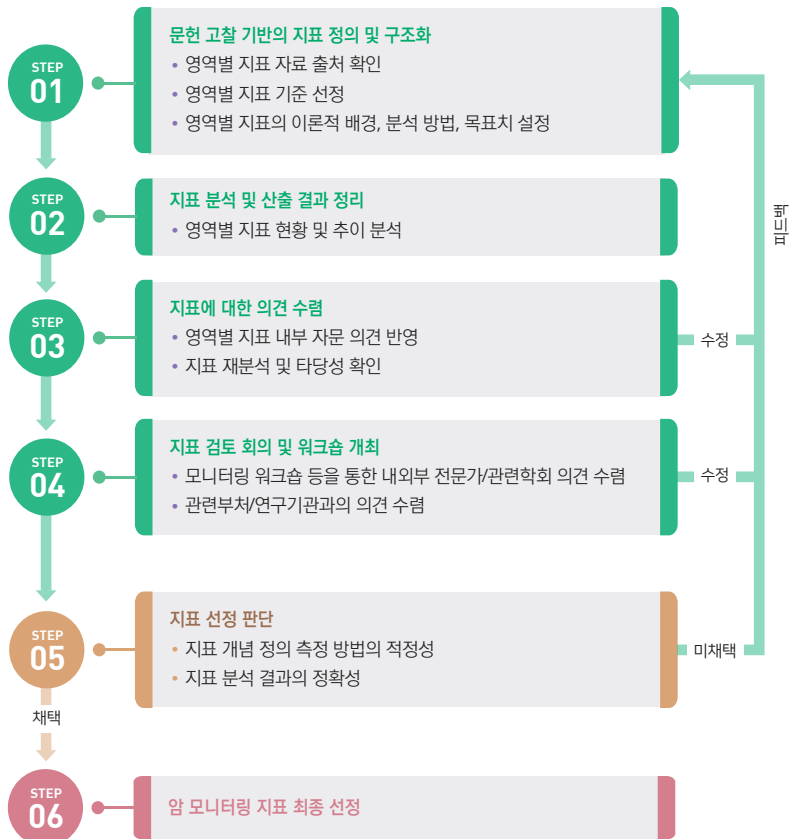 STEP
01
문헌 고찰 기반의 지표 정의 및 구조화
• 영역별 지표 자료 출처 확인
• 영역별 지표 기준 선정
• 영역별 지표의 이론적 배경, 분석 방법, 목표치 설정
STEP
02
지표 분석 및 산출 결과 정리
• 영역별 지표 현황 및 추이 분석
피드백
STEP
03
지표에 대한 의견 수렴
• 영역별 지표 내부 자문 의견 반영
• 지표 재분석 및 타당성 확인
수정
STEP
04
지표 검토 회의 및 워크숍 개최
• 모니터링 워크숍 등을 통한 내외부 전문가/관련학회 의견 수렴
• 관련부처/연구기관과의 의견 수렴
수정
STEP
05
지표 선정 판단
• 지표 개념 정의 측정 방법의 적정성
• 지표 분석 결과의 정확성
미채택
채택
STEP
06
암 모니터링 지표 최종 선정